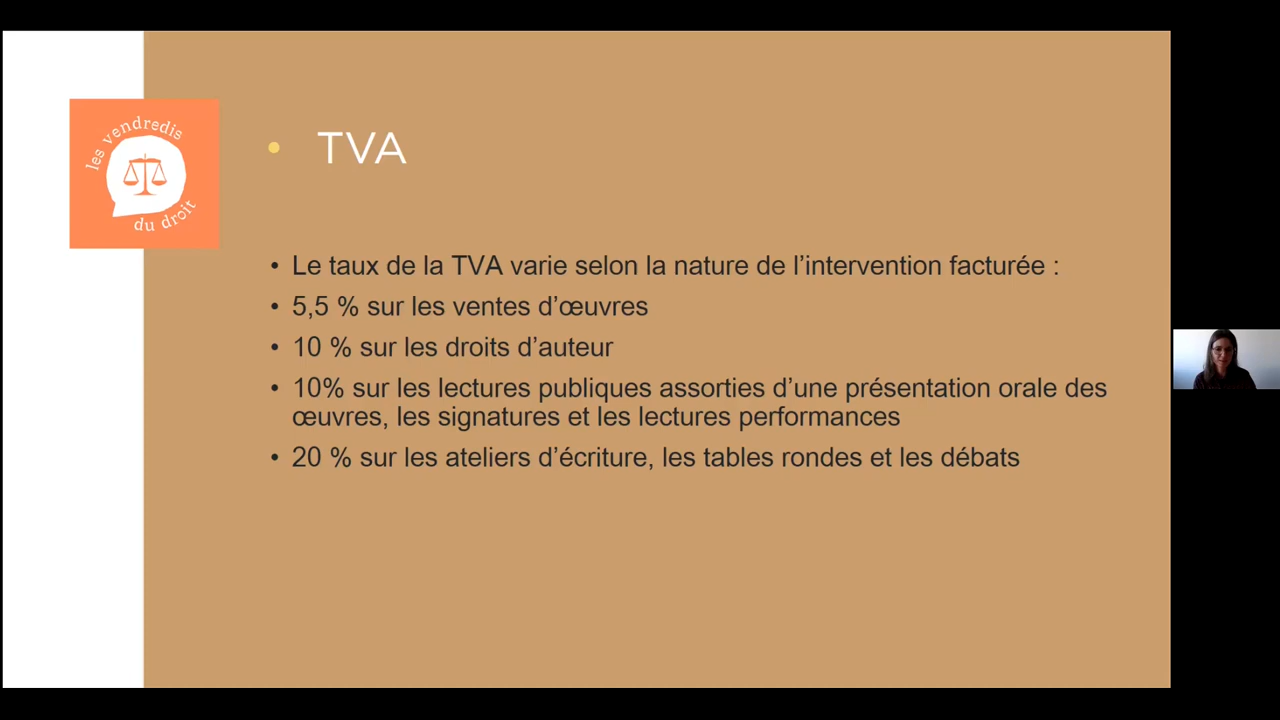 les vendredis
du droit
• TVA
• Le taux de la TVA varie selon la nature de l’intervention facturée :
• 5,5 % sur les ventes d’œuvres
• 10 % sur les droits d’auteur
• 10% sur les lectures publiques assorties d’une présentation orale des
œuvres, les signatures et les lectures performances
• 20 % sur les ateliers d’écriture, les tables rondes et les débats